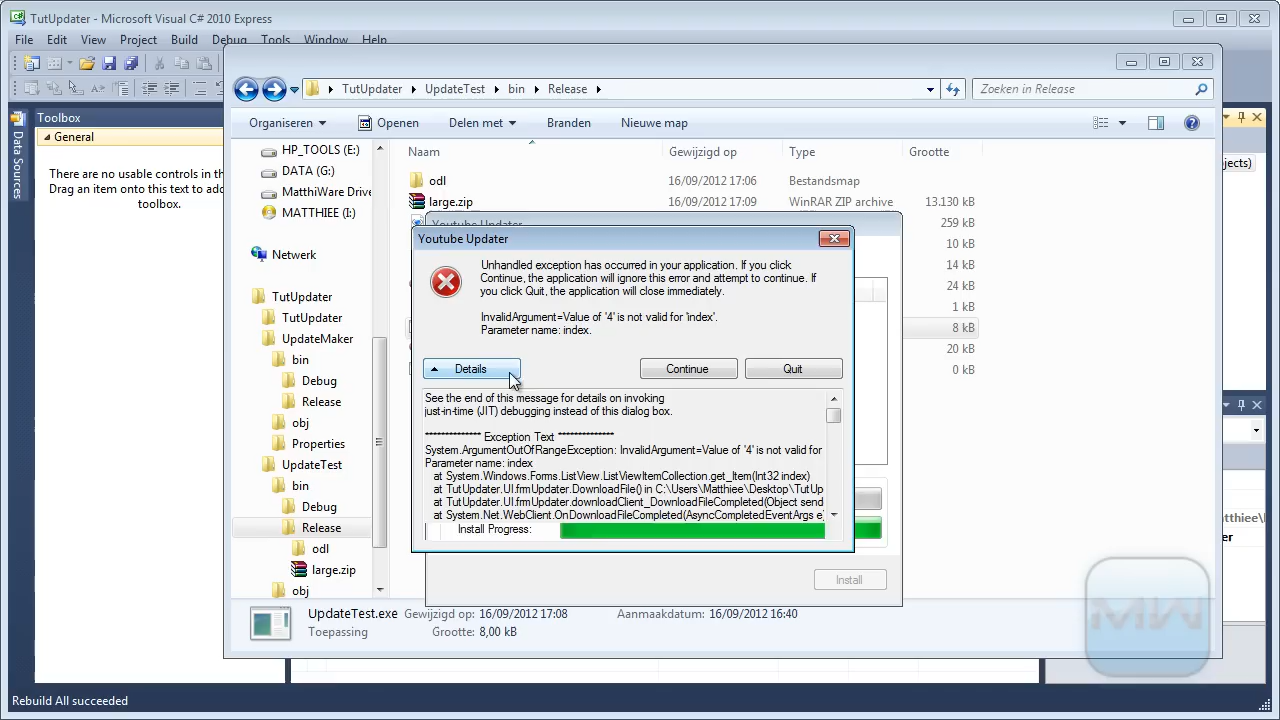 TutUpdater - Microsoft Visual C# 2010 Express
File Edit View Project Build Debug Tools Window Help
TutUpdater UpdateTest bin Release
Zoeken in Release
Organiseren Openen Delen met Branden Nieuwe map
Toolbox
General
There are no usable controls in th
Drag an item onto this text to add
toolbox.
Data Sources
HP_TOOLS (E:)
DATA (G:)
MatthiWare Drive
MATTHIEE (I:)
Netwerk
TutUpdater
TutUpdater
UpdateMaker
bin
Debug
Release
obj
Properties
UpdateTest
bin
Debug
Release
odl
large.zip
obj
Naam Gewijzigd op Type Grootte
odl 16/09/2012 17:06 Bestandsmap
large.zip 16/09/2012 17:09 WinRAR ZIP archive 13.130 kB
259 kB
10 kB
14 kB
24 kB
1 kB
8 kB
20 kB
0 kB
Youtube Updater
Youtube Updater
Unhandled exception has occurred in your application. If you click
Continue, the application will ignore this error and attempt to continue. If
you click Quit, the application will close immediately.
InvalidArgument=Value of '4' is not valid for 'index'.
Parameter name: index.
Details Continue Quit
See the end of this message for details on invoking
just-in-time (JIT) debugging instead of this dialog box.
************** Exception Text **************
System.ArgumentOutOfRangeException: InvalidArgument=Value of '4' is not valid for
Parameter name: index
at System.Windows.Forms.ListView.ListViewItemCollection.get_Item(Int32 index)
at TutUpdater.UI.frmUpdater.DownloadFile() in C:\Users\Matthiee\Desktop\TutUp
at TutUpdater.UI.frmUpdater.downloadClient_DownloadFileCompleted(Object send
at System.Net.WebClient.OnDownloadFileCompleted(AsyncCompletedEventArgs e)
Install Progress:
Install
UpdateTest.exe Gewijzigd op: 16/09/2012 17:08 Aanmaakdatum: 16/09/2012 16:40
Toepassing Grootte: 8,00 kB
jects)
tthiee\D
er
MW
Rebuild All succeeded